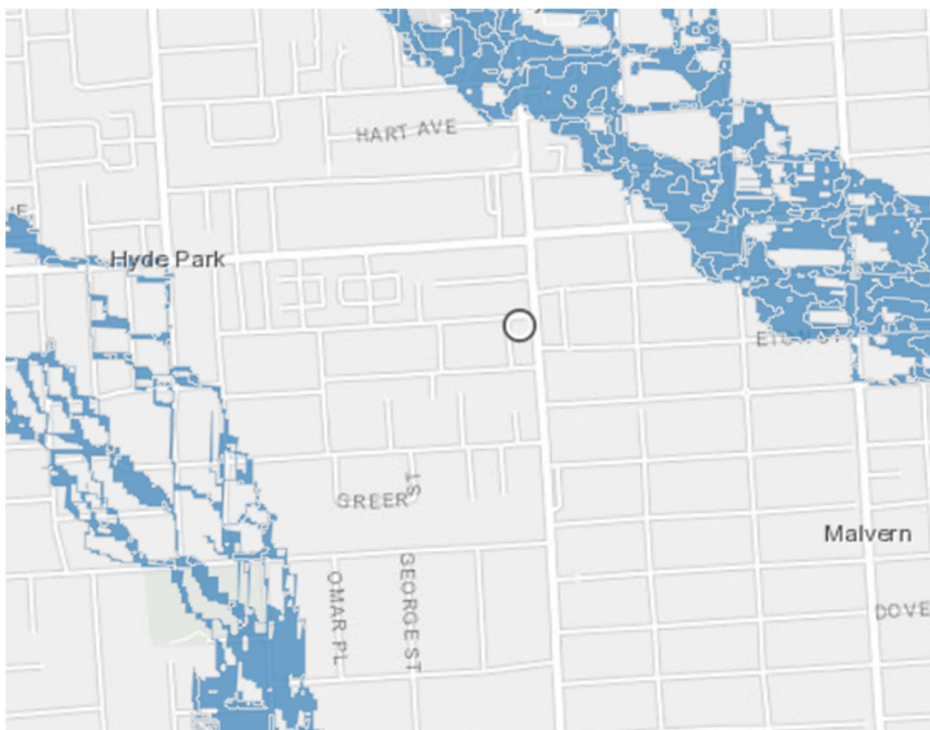 HART AVE
Hyde Park
GREER ST
Malvern
OMAR PL
GEORGE ST
DOVE